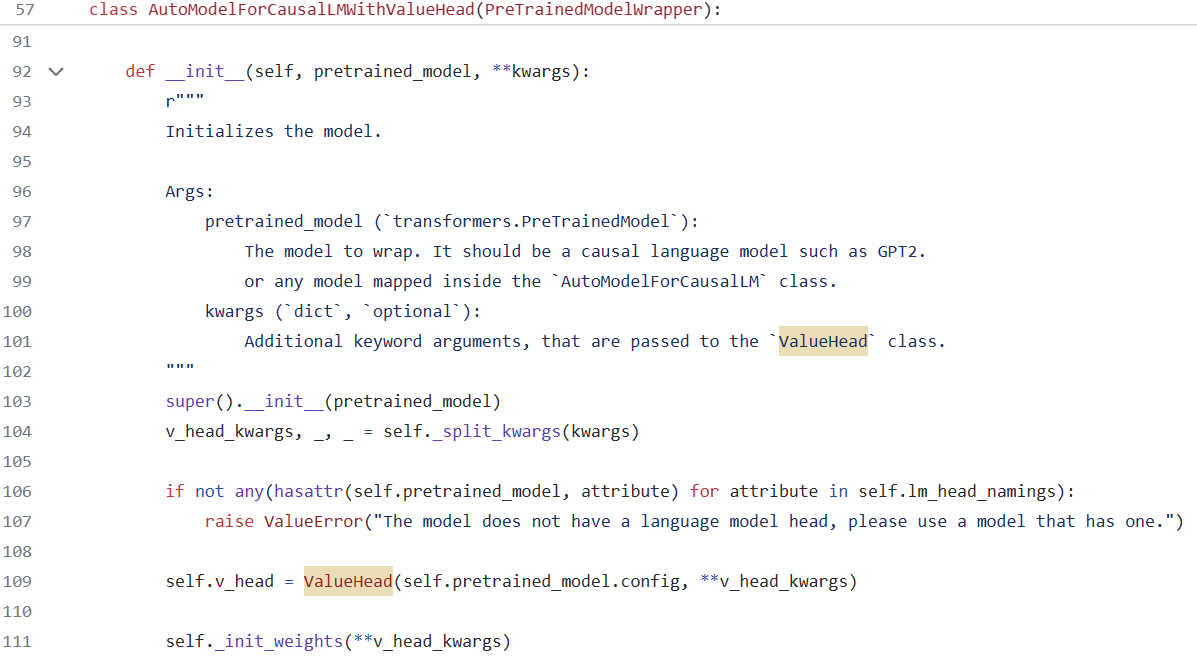 57 class AutoModelForCausalLMWithValueHead(PreTrainedModelWrapper):
91
92 def __init__(self, pretrained_model, **kwargs):
93 r"""
94 Initializes the model.
95
96 Args:
97 pretrained_model (`transformers.PreTrainedModel`):
98 The model to wrap. It should be a causal language model such as GPT2.
99 or any model mapped inside the `AutoModelForCausalLM` class.
100 kwargs (`dict`, `optional`):
101 Additional keyword arguments, that are passed to the `ValueHead` class.
102 """
103 super().__init__(pretrained_model)
104 v_head_kwargs, _, _ = self._split_kwargs(kwargs)
105
106 if not any(hasattr(self.pretrained_model, attribute) for attribute in self.lm_head_namings):
107 raise ValueError("The model does not have a language model head, please use a model that has one.")
108
109 self.v_head = ValueHead(self.pretrained_model.config, **v_head_kwargs)
110
111 self._init_weights(**v_head_kwargs)